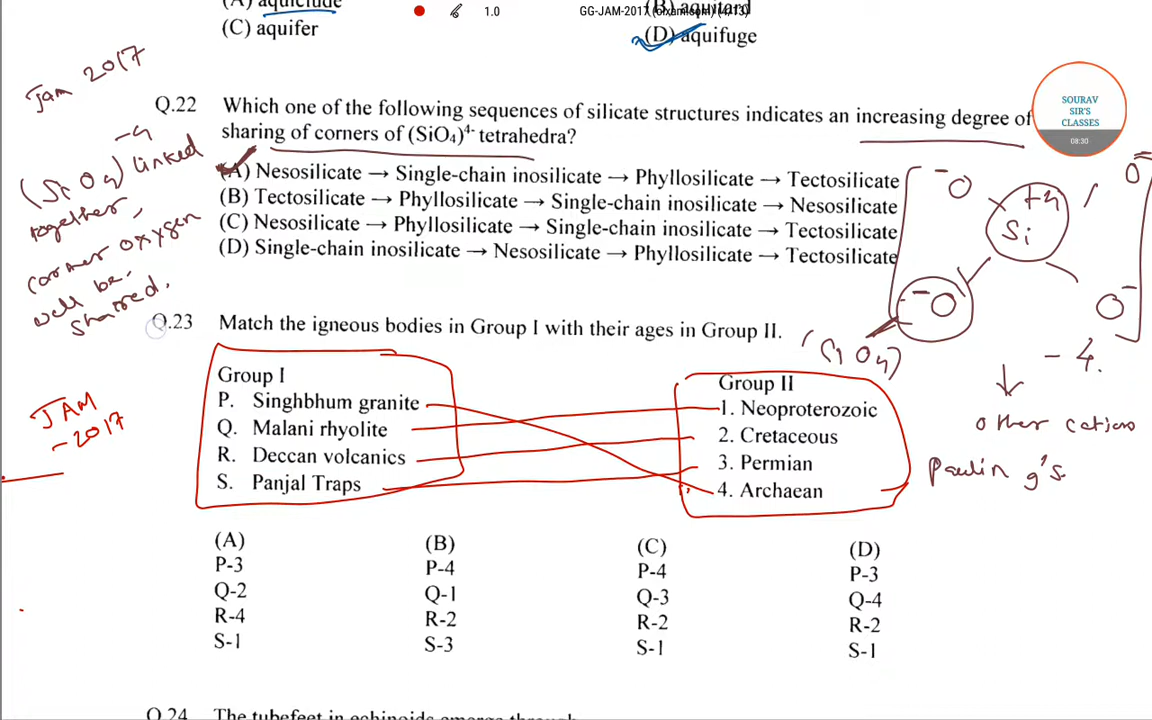 (A) aquiclude
(B) aquitard
1.0
GG-JAM-2017
(C) aquifer
(D) aquifuge
Jam 2017
Q.22 Which one of the following sequences of silicate structures indicates an increasing degree of
sharing of corners of (SiO₄)⁴⁻ tetrahedra?
(A) Nesosilicate → Single-chain inosilicate → Phyllosilicate → Tectosilicate
(B) Tectosilicate → Phyllosilicate → Single-chain inosilicate → Nesosilicate
(C) Nesosilicate → Phyllosilicate → Single-chain inosilicate → Tectosilicate
(D) Single-chain inosilicate → Nesosilicate → Phyllosilicate → Tectosilicate
SOURAV
SIR'S
CLASSES
08:30
-4
(SiO4) linked
together,
corner oxygen
well be
shared.
-O
O-
+4
Si
-O
O-
- 4.
(SiO4)
other cations
Paulin g's
Q.23 Match the igneous bodies in Group I with their ages in Group II.
JAM
-2017
Group I
P. Singhbhum granite
Q. Malani rhyolite
R. Deccan volcanics
S. Panjal Traps
Group II
1. Neoproterozoic
2. Cretaceous
3. Permian
4. Archaean
(A)
P-3
Q-2
R-4
S-1
(B)
P-4
Q-1
R-2
S-3
(C)
P-4
Q-3
R-2
S-1
(D)
P-3
Q-4
R-2
S-1
Q.24 The tubefeet in echinoids emerge through